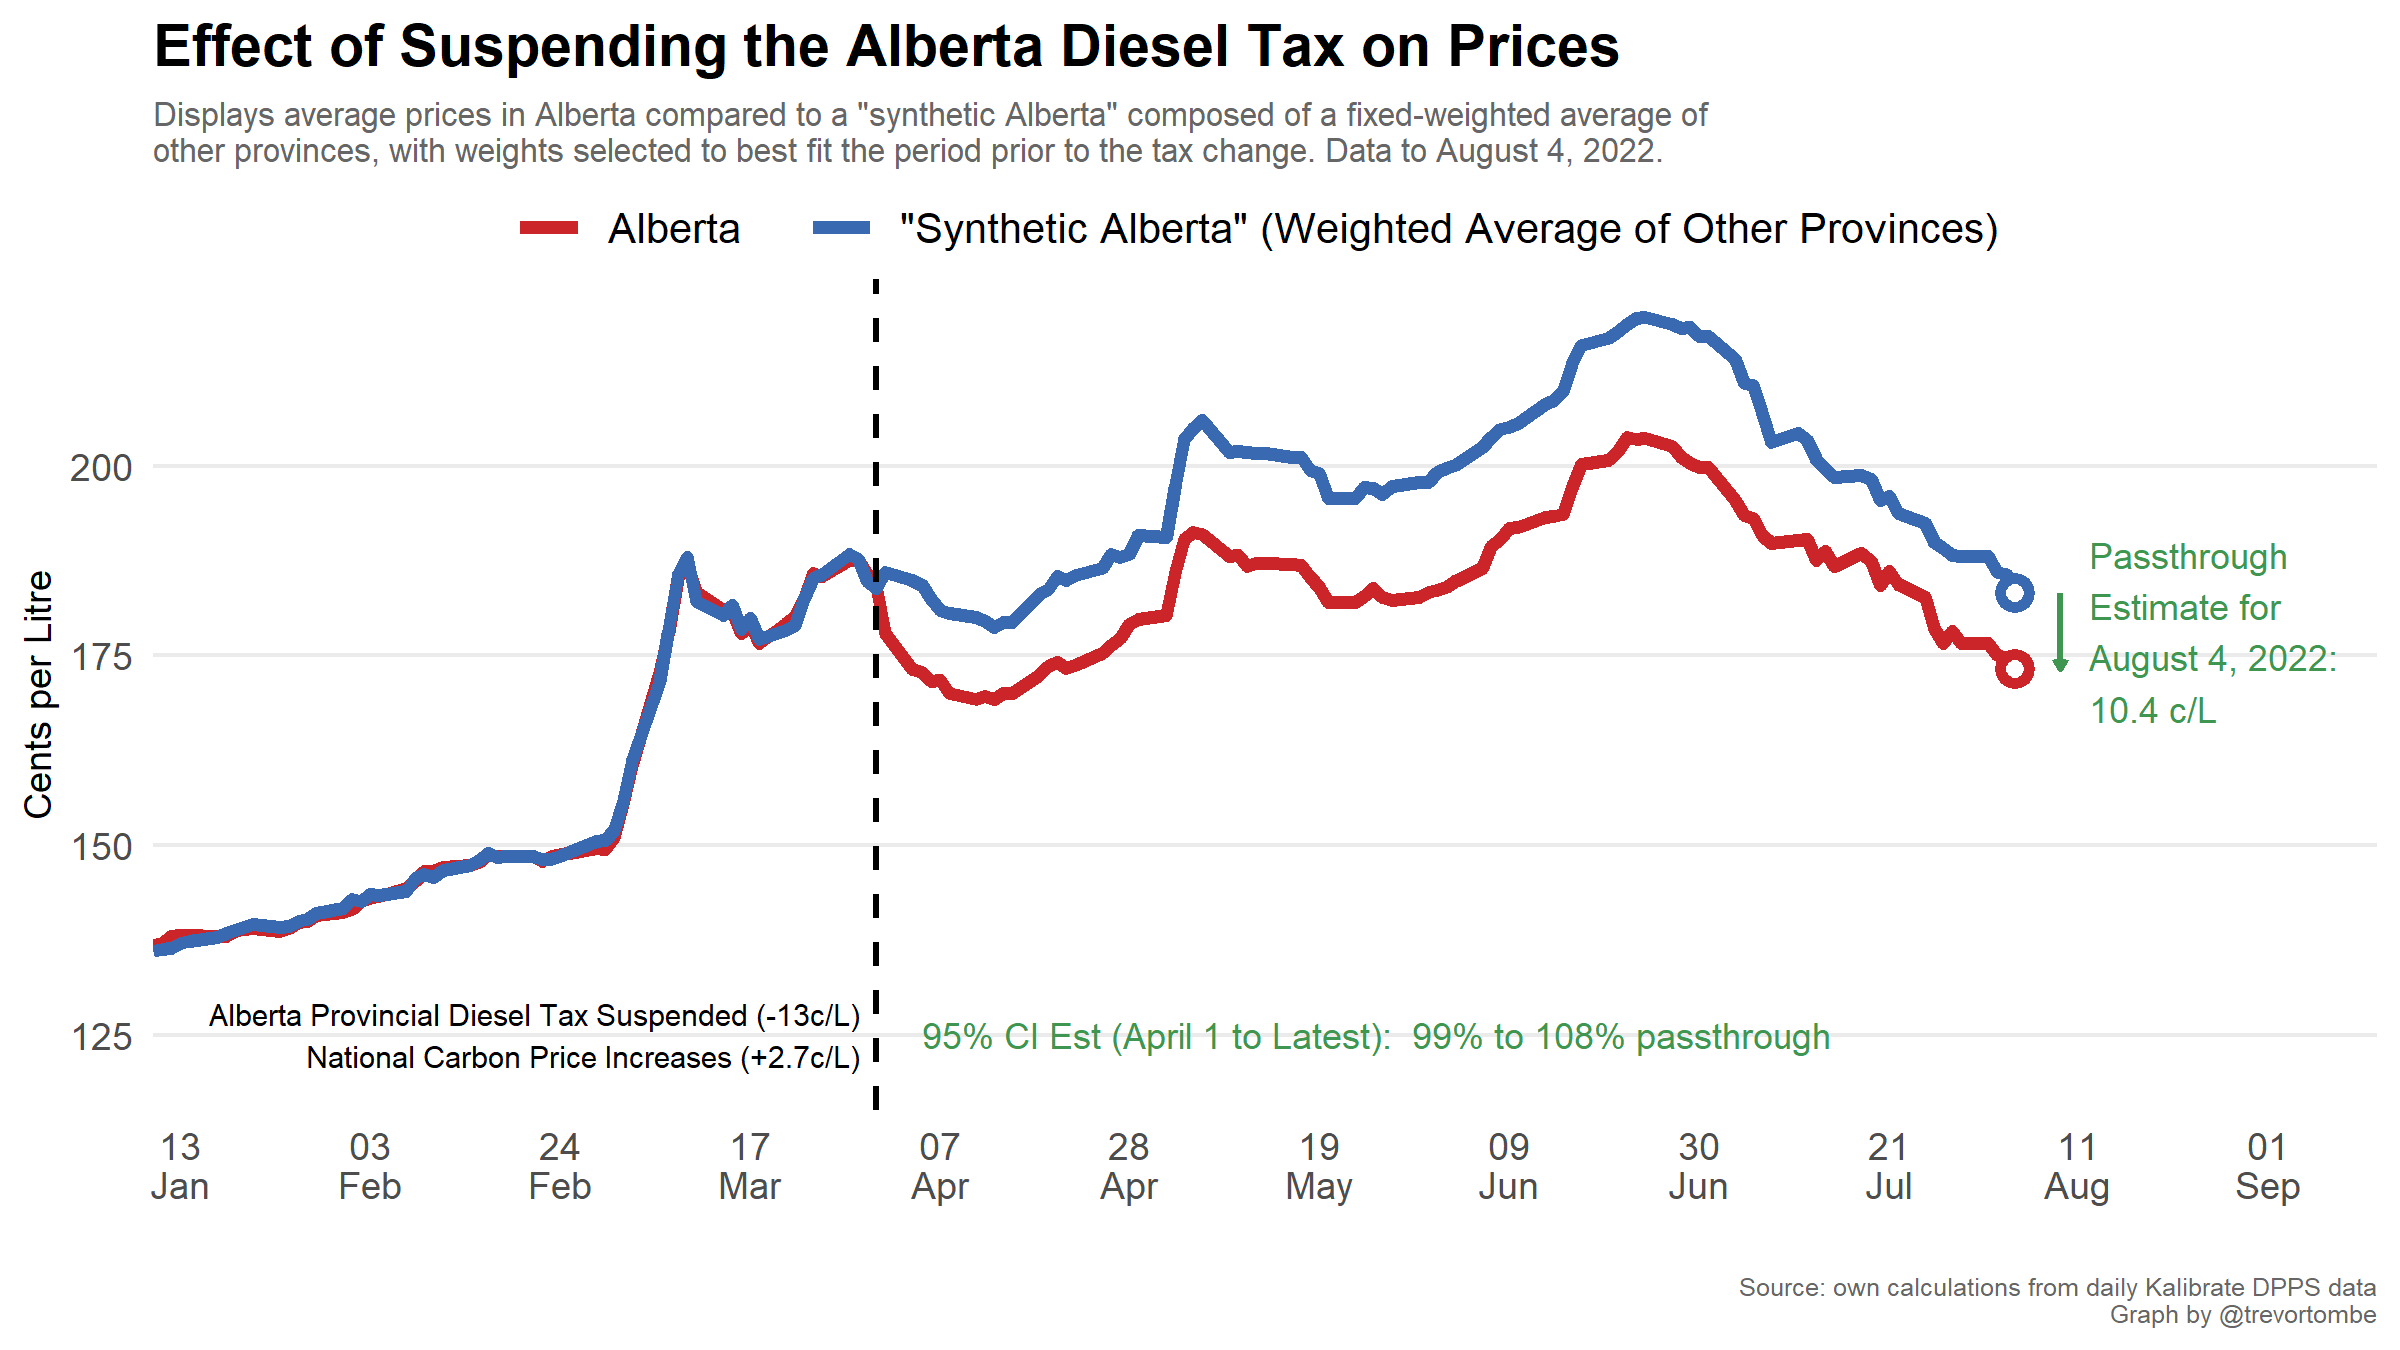 Effect of Suspending the Alberta Diesel Tax on Prices
Displays average prices in Alberta compared to a "synthetic Alberta" composed of a fixed-weighted average of
other provinces, with weights selected to best fit the period prior to the tax change. Data to August 4, 2022.
Alberta
"Synthetic Alberta" (Weighted Average of Other Provinces)
Cents per Litre
200
175
150
125
Passthrough
Estimate for
August 4, 2022:
10.4 c/L
Alberta Provincial Diesel Tax Suspended (-13c/L)
National Carbon Price Increases (+2.7c/L)
95% CI Est (April 1 to Latest):  99% to 108% passthrough
13
Jan
03
Feb
24
Feb
17
Mar
07
Apr
28
Apr
19
May
09
Jun
30
Jun
21
Jul
11
Aug
01
Sep
Source: own calculations from daily Kalibrate DPPS data
Graph by @trevortombe